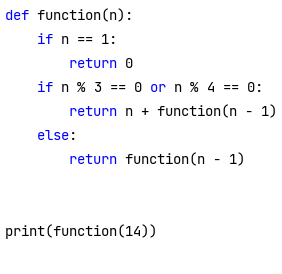 def function(n):
    if n == 1:
        return 0
    if n % 3 == 0 or n % 4 == 0:
        return n + function(n - 1)
    else:
        return function(n - 1)


print(function(14))